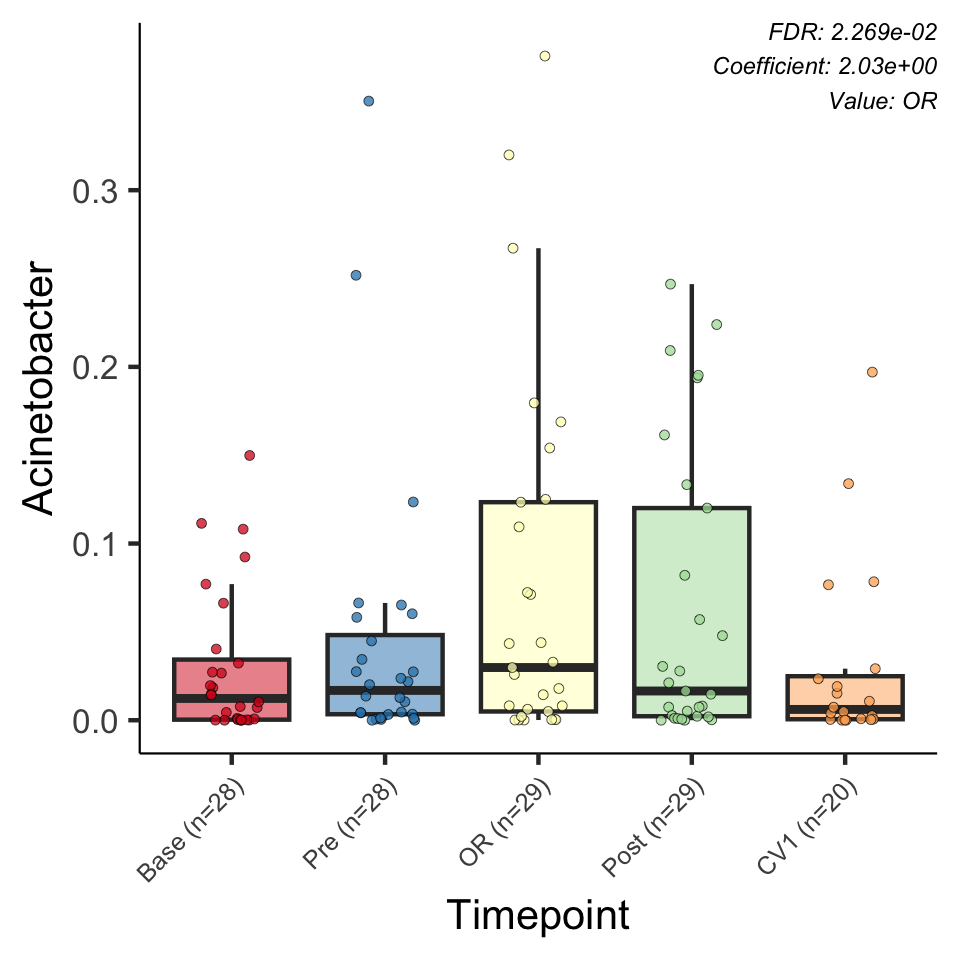 FDR: 2.269e-02
Coefficient: 2.03e+00
Value: OR
Acinetobacter
0.3
0.2
0.1
0.0
Base (n=28)
Pre (n=28)
OR (n=29)
Post (n=29)
CV1 (n=20)
Timepoint